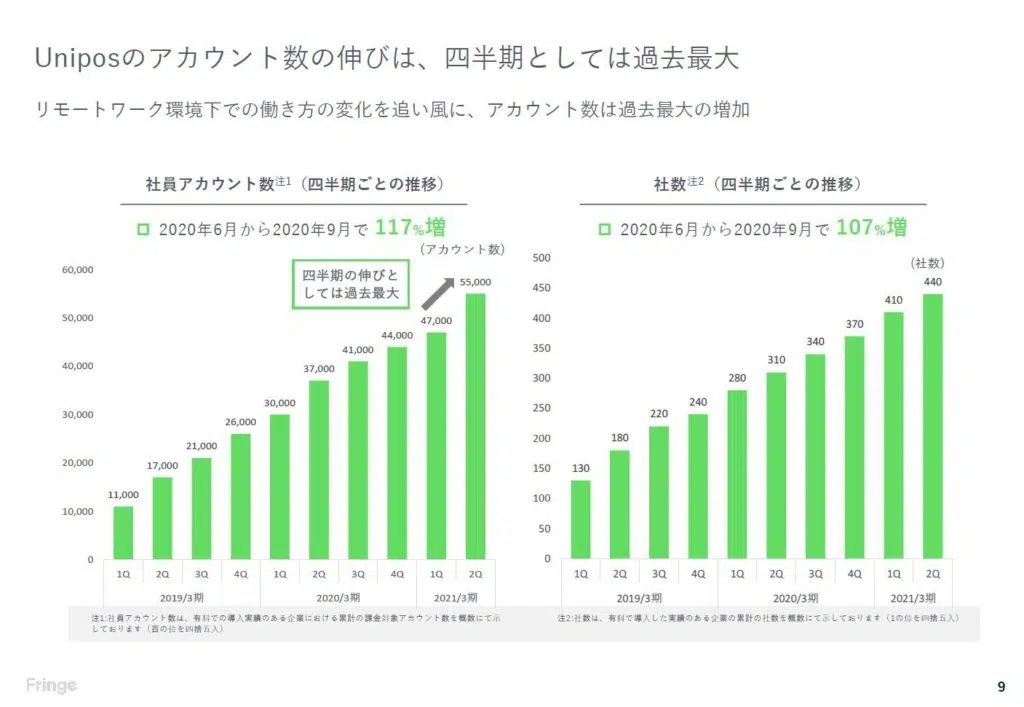 Uniposのアカウント数の伸びは、四半期としては過去最大
リモートワーク環境下での働き方の変化を追い風に、アカウント数は過去最大の増加
社員アカウント数注1（四半期ごとの推移）
2020年6月から2020年9月で 117%増
（アカウント数）
四半期の伸びと
しては過去最大
60,000
50,000
40,000
30,000
20,000
10,000
0
11,000
17,000
21,000
26,000
30,000
37,000
41,000
44,000
47,000
55,000
1Q 2Q 3Q 4Q 1Q 2Q 3Q 4Q 1Q 2Q
2019/3期 2020/3期 2021/3期
注1:社員アカウント数は、有料での導入実績のある企業における累計の課金対象アカウント数を概数にて示
しております（百の位を四捨五入）
社数注2（四半期ごとの推移）
2020年6月から2020年9月で 107%増
（社数）
500
450
400
350
300
250
200
150
100
50
0
130
180
220
240
280
310
340
370
410
440
1Q 2Q 3Q 4Q 1Q 2Q 3Q 4Q 1Q 2Q
2019/3期 2020/3期 2021/3期
注2:社数は、有料で導入した実績のある企業の累計の社数を概数にて示しております（1の位を四捨五入）
Fringe
9